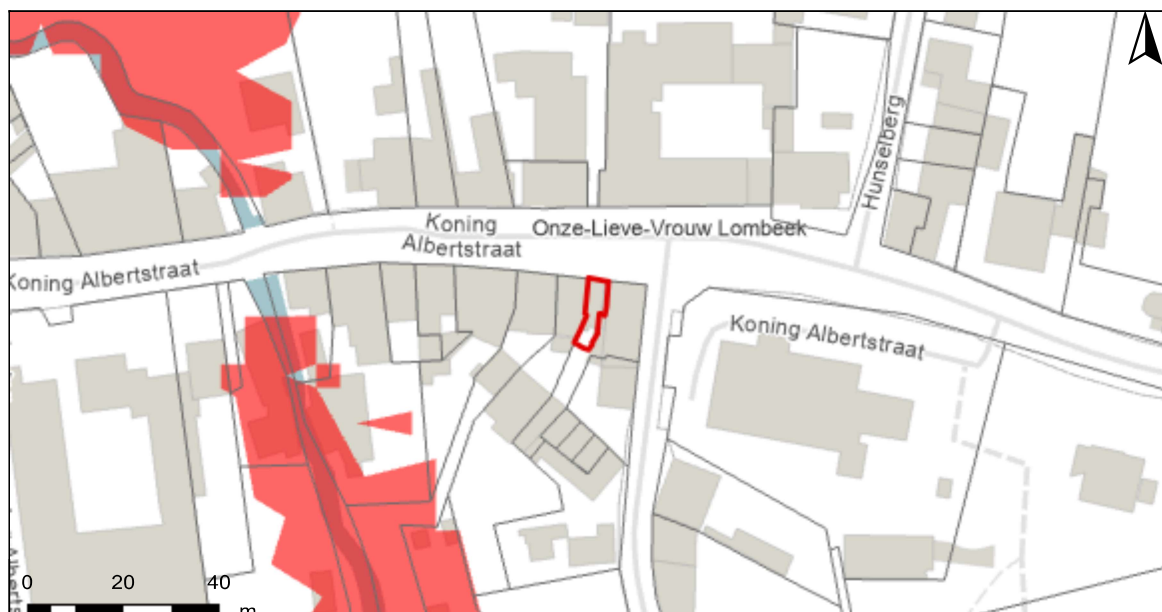 Hunselberg
Koning
Albertstraat
Onze-Lieve-Vrouw Lombeek
Koning Albertstraat
Koning Albertstraat
0 20 40
m